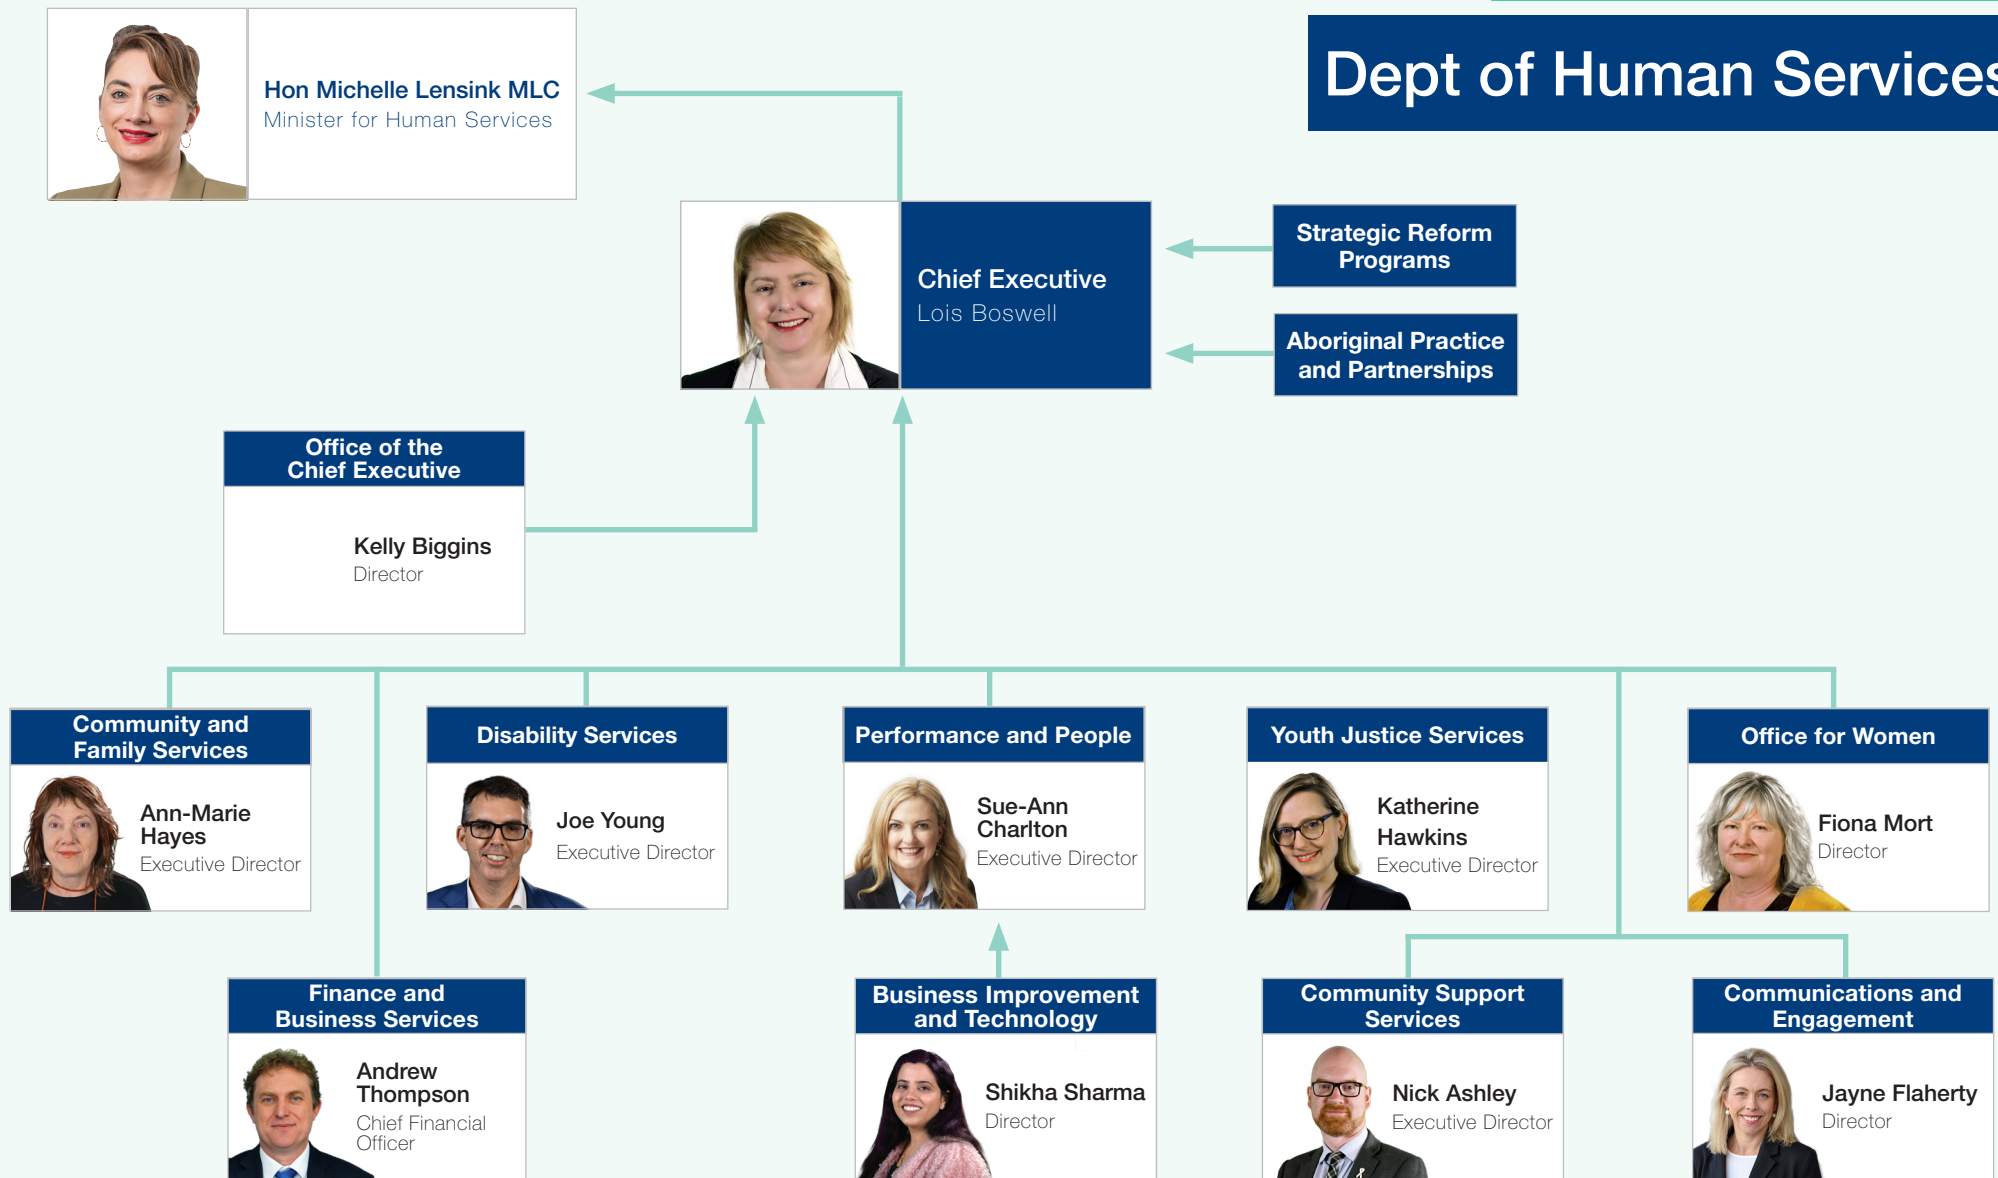 Dept of Human Services
Hon Michelle Lensink MLC
Minister for Human Services
Chief Executive
Lois Boswell
Strategic Reform
Programs
Aboriginal Practice
and Partnerships
Office of the
Chief Executive
Kelly Biggins
Director
Community and
Family Services
Ann-Marie
Hayes
Executive Director
Disability Services
Joe Young
Executive Director
Performance and People
Sue-Ann
Charlton
Executive Director
Youth Justice Services
Katherine
Hawkins
Executive Director
Office for Women
Fiona Mort
Director
Finance and
Business Services
Andrew
Thompson
Chief Financial
Officer
Business Improvement
and Technology
Shikha Sharma
Director
Community Support
Services
Nick Ashley
Executive Director
Communications and
Engagement
Jayne Flaherty
Director